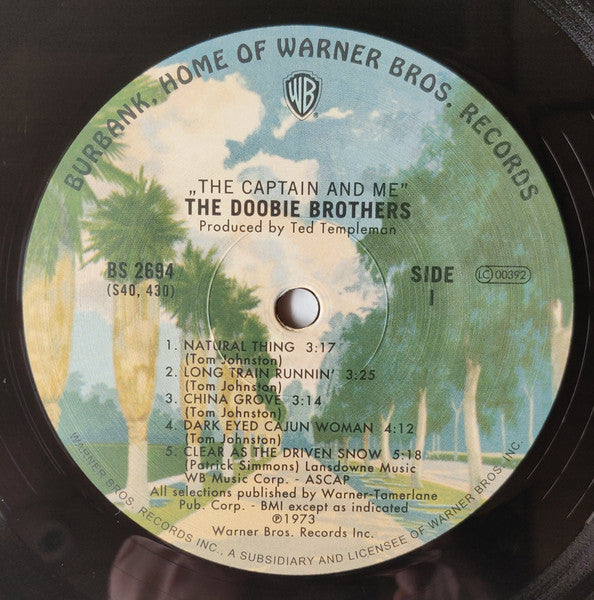 BURBANK, HOME OF WARNER BROS. RECORDS
WB
„THE CAPTAIN AND ME”
THE DOOBIE BROTHERS
Produced by Ted Templeman
BS 2694
(S40, 430)
SIDE
I
LC 00392
1. NATURAL THING 3:17
(Tom Johnston)
2. LONG TRAIN RUNNIN' 3:25
(Tom Johnston)
3. CHINA GROVE 3:14
(Tom Johnston)
4. DARK EYED CAJUN WOMAN 4:12
(Tom Johnston)
5. CLEAR AS THE DRIVEN SNOW 5:18
(Patrick Simmons) Lansdowne Music
WB Music Corp. - ASCAP
All selections published by Warner-Tamerlane
Pub. Corp. - BMI except as indicated
℗1973
Warner Bros. Records Inc.
WARNER BROS. RECORDS INC., A SUBSIDIARY AND LICENSEE OF WARNER BROS. INC.